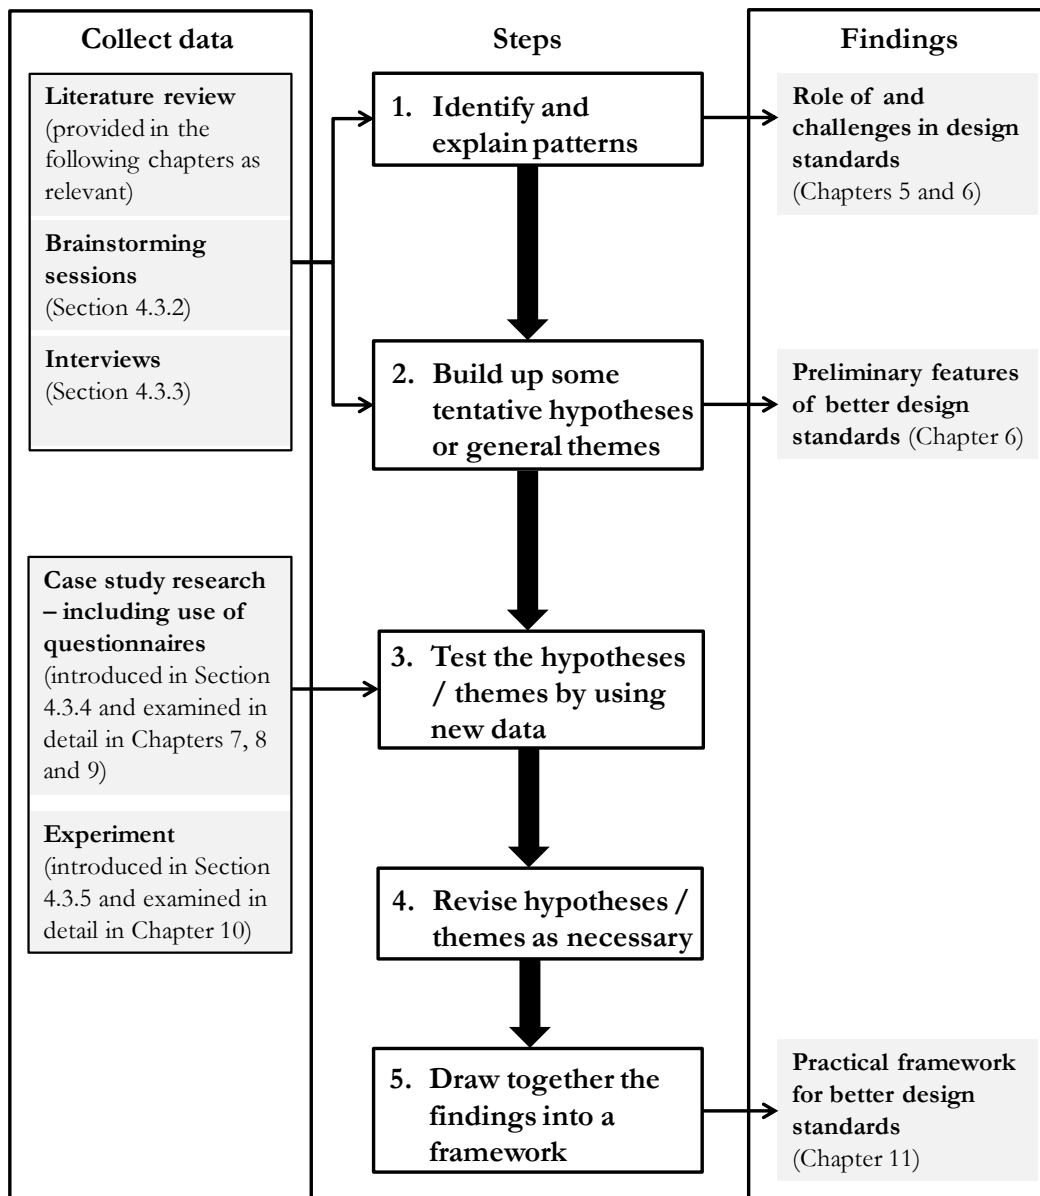 Collect data
Literature review
(provided in the
following chapters as
relevant)
Brainstorming
sessions
(Section 4.3.2)
Interviews
(Section 4.3.3)
Case study research
– including use of
questionnaires
(introduced in Section
4.3.4 and examined in
detail in Chapters 7, 8
and 9)
Experiment
(introduced in Section
4.3.5 and examined in
detail in Chapter 10)
Steps
1. Identify and
explain patterns
2. Build up some
tentative hypotheses
or general themes
3. Test the hypotheses
/ themes by using
new data
4. Revise hypotheses /
themes as necessary
5. Draw together the
findings into a
framework
Findings
Role of and
challenges in design
standards
(Chapters 5 and 6)
Preliminary features
of better design
standards (Chapter 6)
Practical framework
for better design
standards
(Chapter 11)